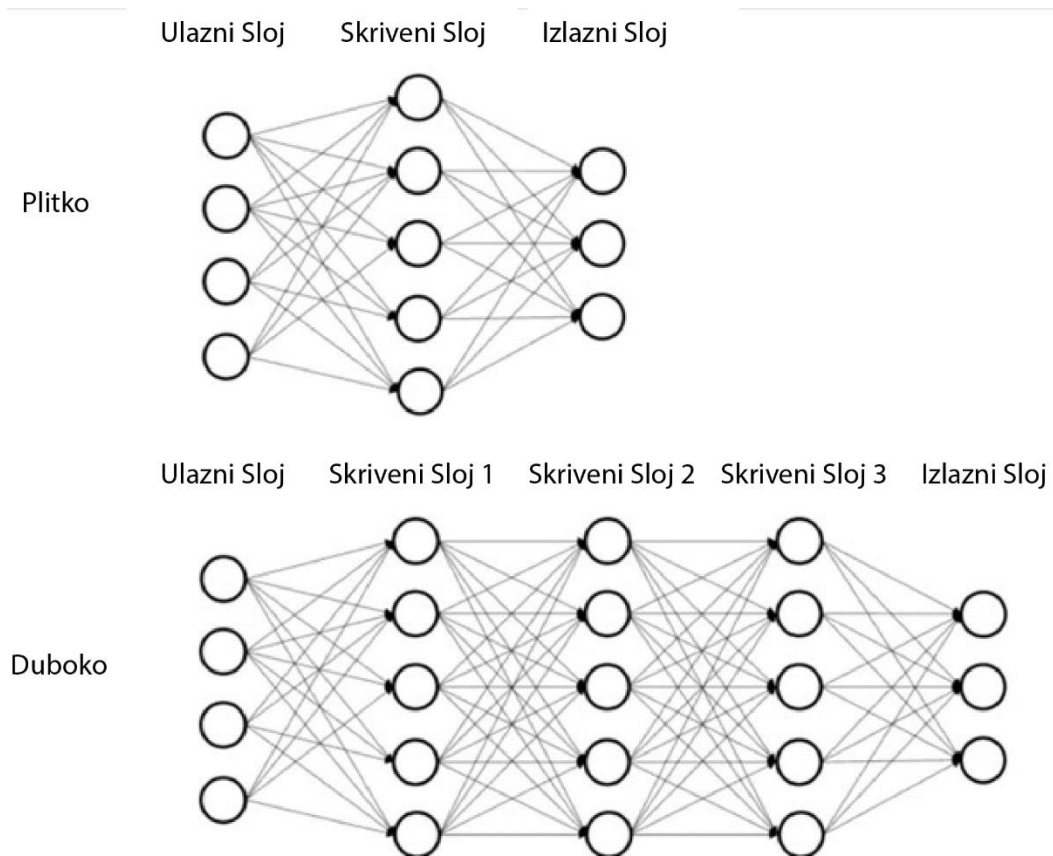 Ulazni Sloj Skriveni Sloj Izlazni Sloj
Plitko
Ulazni Sloj Skriveni Sloj 1 Skriveni Sloj 2 Skriveni Sloj 3 Izlazni Sloj
Duboko